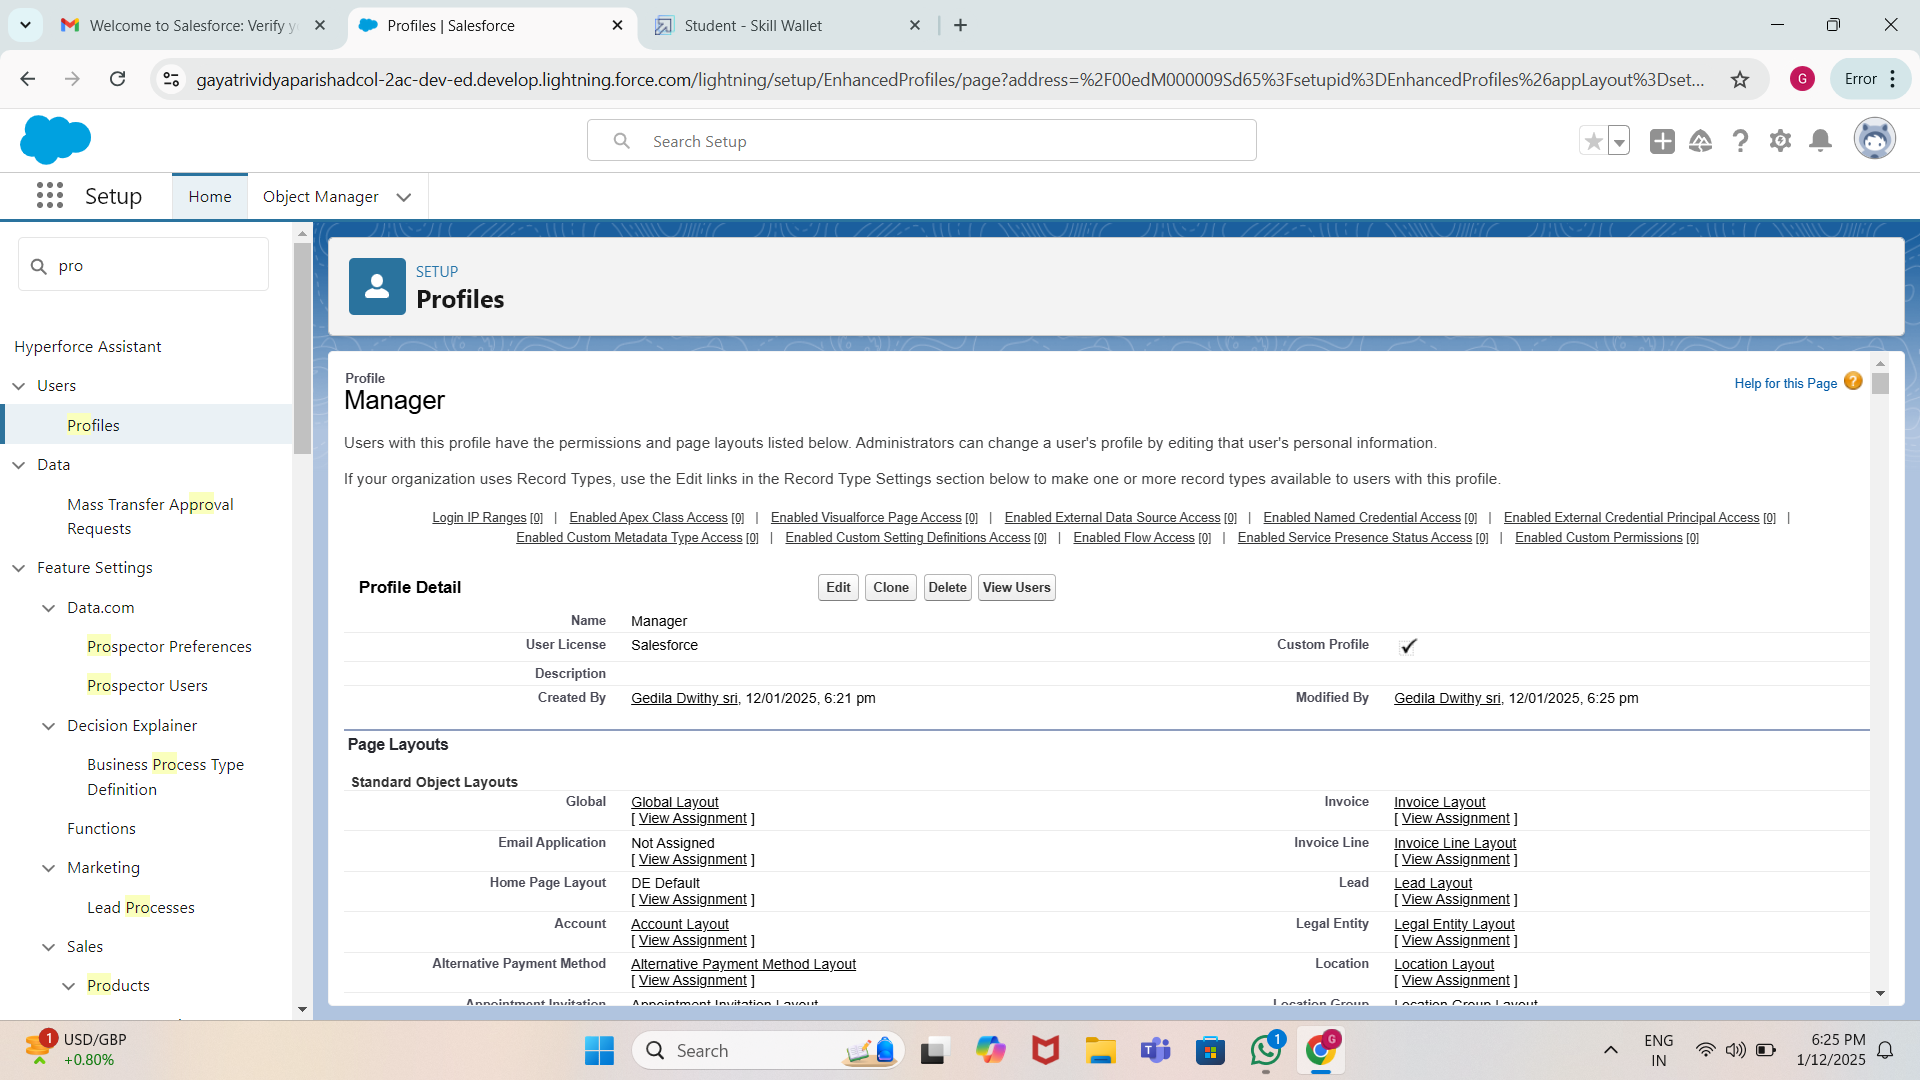 Welcome to Salesforce: Verify y
Profiles | Salesforce
Student - Skill Wallet
gayatrividyaparishadcol-2ac-dev-ed.develop.lightning.force.com/lightning/setup/EnhancedProfiles/page?address=%2F00edM000009Sd65%3Fsetupid%3DEnhancedProfiles%26appLayout%3Dset...
G
Error
Search Setup
Setup
Home
Object Manager
pro
Hyperforce Assistant
Users
Profiles
Data
Mass Transfer Approval
Requests
Feature Settings
Data.com
Prospector Preferences
Prospector Users
Decision Explainer
Business Process Type
Definition
Functions
Marketing
Lead Processes
Sales
Products
SETUP
Profiles
Profile
Manager
Help for this Page ?
Users with this profile have the permissions and page layouts listed below. Administrators can change a user's profile by editing that user's personal information.
If your organization uses Record Types, use the Edit links in the Record Type Settings section below to make one or more record types available to users with this profile.
Login IP Ranges [0] | Enabled Apex Class Access [0] | Enabled Visualforce Page Access [0] | Enabled External Data Source Access [0] | Enabled Named Credential Access [0] | Enabled External Credential Principal Access [0] |
Enabled Custom Metadata Type Access [0] | Enabled Custom Setting Definitions Access [0] | Enabled Flow Access [0] | Enabled Service Presence Status Access [0] | Enabled Custom Permissions [0]
Profile Detail
Edit
Clone
Delete
View Users
Name Manager
User License Salesforce Custom Profile
Description
Created By Gedila Dwithy sri, 12/01/2025, 6:21 pm Modified By Gedila Dwithy sri, 12/01/2025, 6:25 pm
Page Layouts
Standard Object Layouts
Global Global Layout Invoice Invoice Layout
[ View Assignment ] [ View Assignment ]
Email Application Not Assigned Invoice Line Invoice Line Layout
[ View Assignment ] [ View Assignment ]
Home Page Layout DE Default Lead Lead Layout
[ View Assignment ] [ View Assignment ]
Account Account Layout Legal Entity Legal Entity Layout
[ View Assignment ] [ View Assignment ]
Alternative Payment Method Alternative Payment Method Layout Location Location Layout
[ View Assignment ] [ View Assignment ]
Appointment Invitation Appointment Invitation Layout Location Group Location Group Layout
1
USD/GBP
+0.80%
Search
1
G
ENG
IN
6:25 PM
1/12/2025